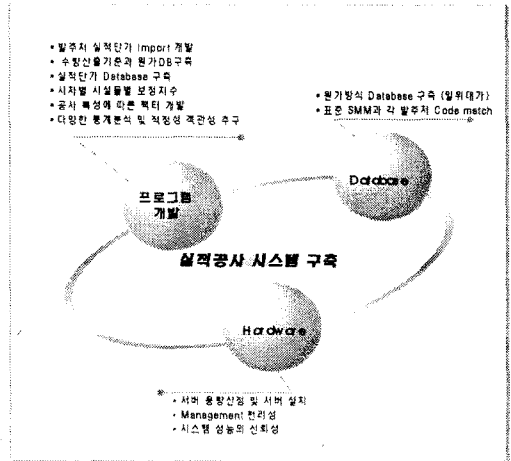 • 발주처 실적단가 Import 개발
• 수량산출기준과 원가DB구축
• 실적단가 Database 구축
• 시차별 시설물별 보정지수
• 공사 특성에 따른 팩터 개발
• 다양한 통계분석 및 적정성 객관성 추구
• 원가방식 Database 구축 (일위대가)
• 표준 SMM과 각 발주처 Code match
프로그램
개발
Database
실적공사 시스템 구축
Hardware
• 서버 용량산정 및 서버 설치
• Management 편리성
• 시스템 성능의 신뢰성